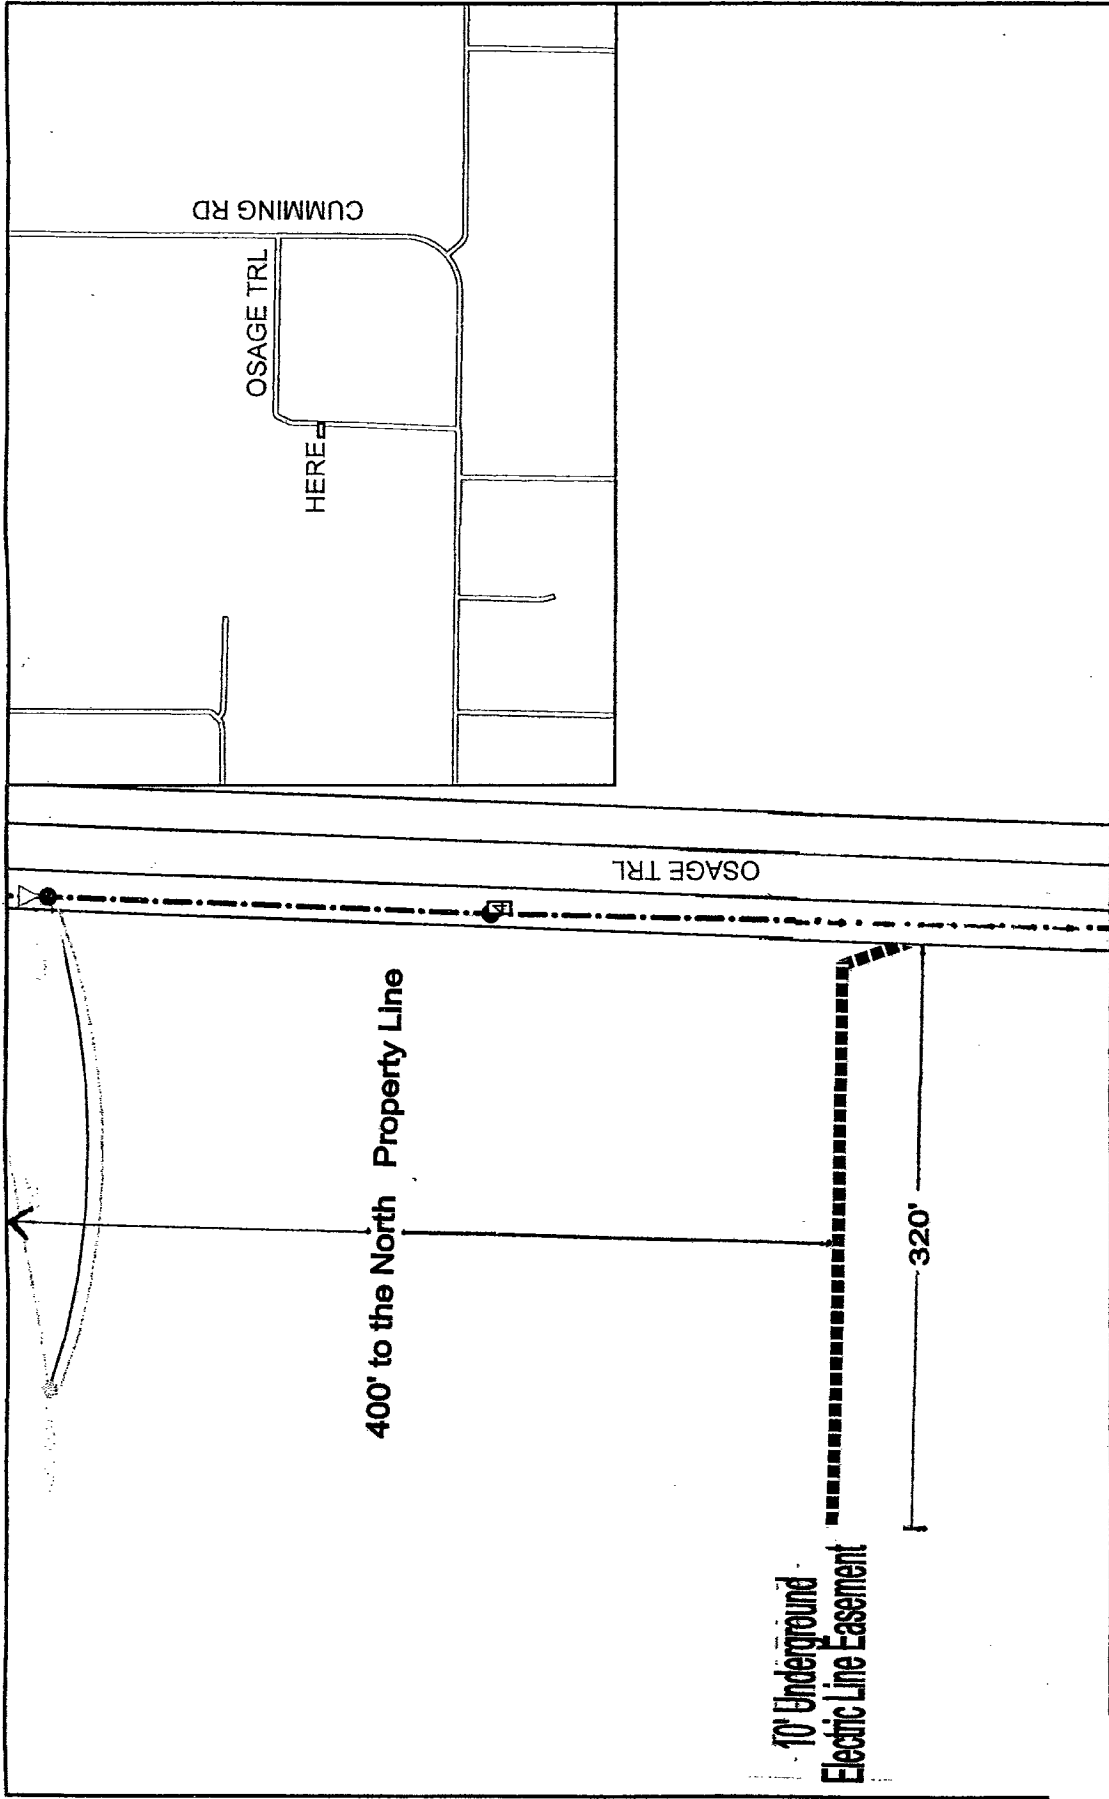 CUMMING RD
OSAGE TRL
HERE
OSAGE TRL
400' to the North Property Line
320'
10' Underground
Electric Line Easement